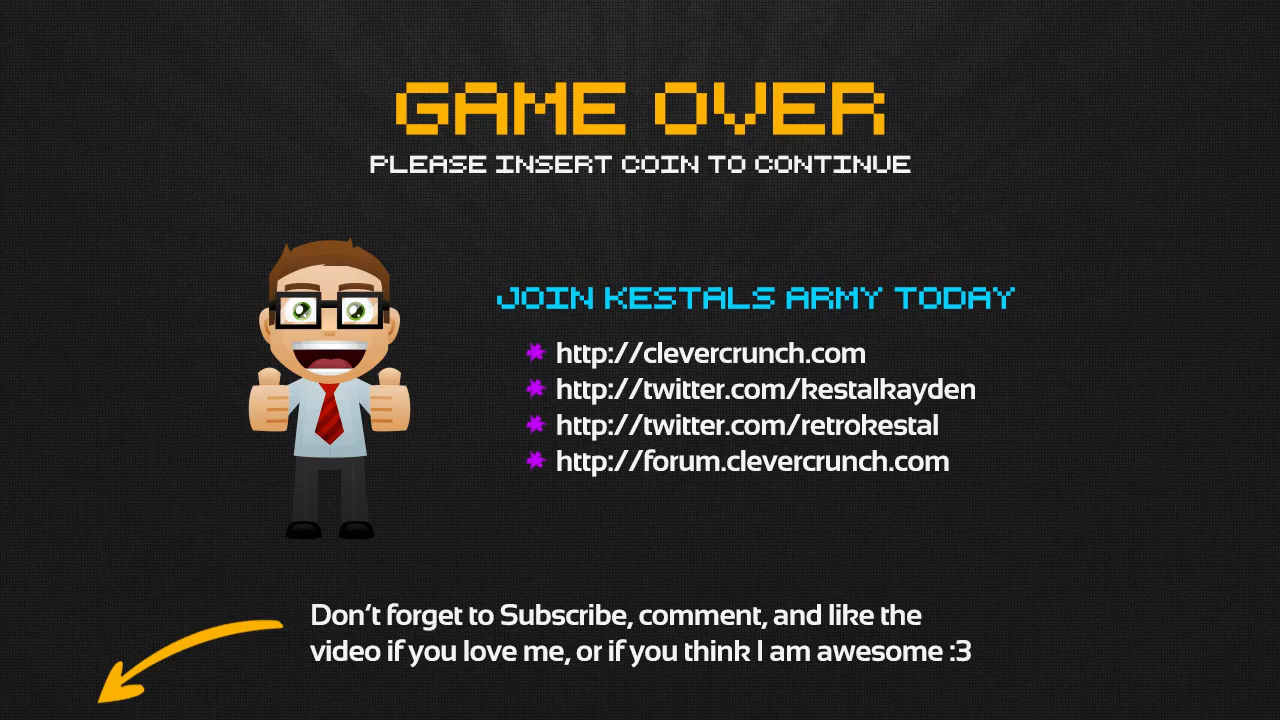 GAME OVER
PLEASE INSERT COIN TO CONTINUE
JOIN KESTALS ARMY TODAY
http://clevercrunch.com
http://twitter.com/kestalkayden
http://twitter.com/retrokestal
http://forum.clevercrunch.com
Don't forget to Subscribe, comment, and like the
video if you love me, or if you think I am awesome :3